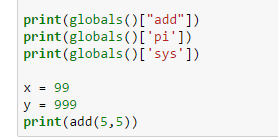 print(globals()["add"])
print(globals()['pi'])
print(globals()['sys'])
x = 99
y = 999
print(add(5,5))